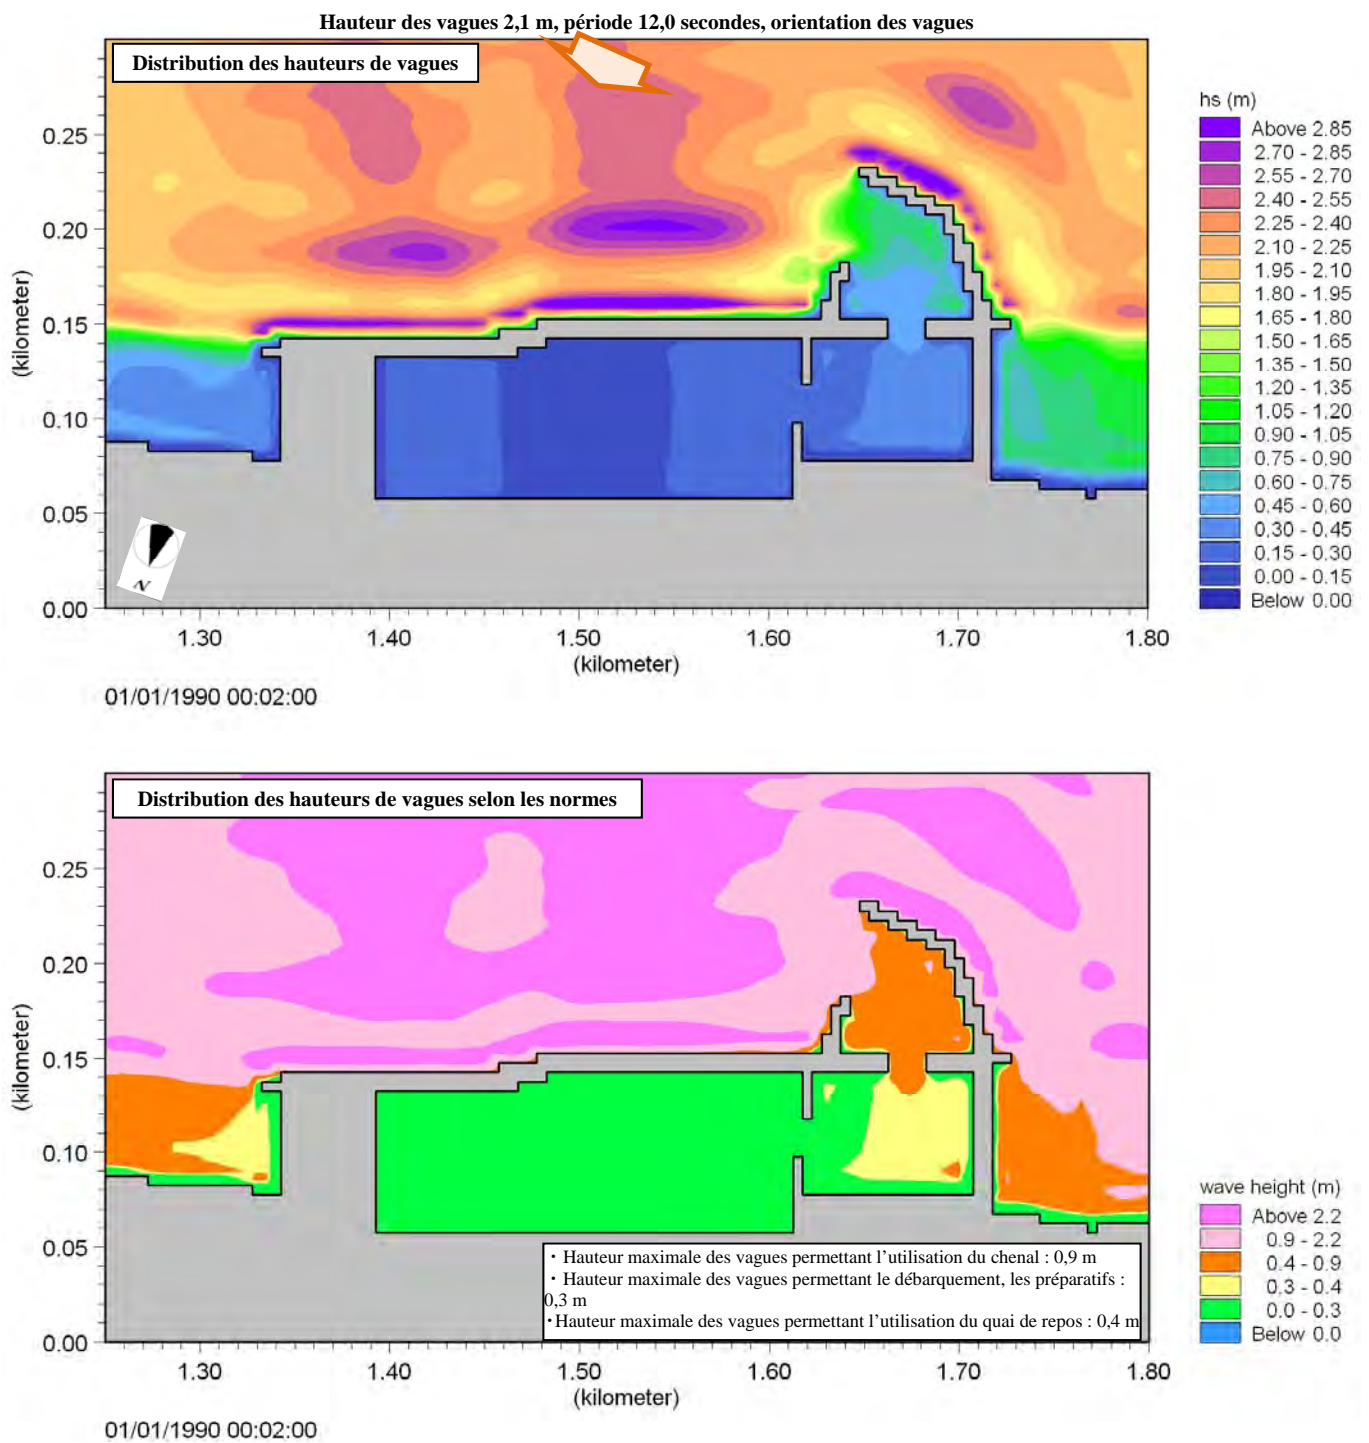 Hauteur des vagues 2,1 m, période 12,0 secondes, orientation des vagues
Distribution des hauteurs de vagues
hs (m)
Above 2.85
2.70 - 2.85
2.55 - 2.70
2.40 - 2.55
2.25 - 2.40
2.10 - 2.25
1.95 - 2.10
1.80 - 1.95
1.65 - 1.80
1.50 - 1.65
1.35 - 1.50
1.20 - 1.35
1.05 - 1.20
0.90 - 1.05
0.75 - 0.90
0.60 - 0.75
0.45 - 0.60
0.30 - 0.45
0.15 - 0.30
0.00 - 0.15
Below 0.00
0.25
0.20
0.15
0.10
0.05
0.00
(kilometer)
N
1.30 1.40 1.50 1.60 1.70 1.80
(kilometer)
01/01/1990 00:02:00
Distribution des hauteurs de vagues selon les normes
0.25
0.20
0.15
0.10
0.05
0.00
(kilometer)
wave height (m)
Above 2.2
0.9 - 2.2
0.4 - 0.9
0.3 - 0.4
0.0 - 0.3
Below 0.0
・Hauteur maximale des vagues permettant l'utilisation du chenal : 0,9 m
・Hauteur maximale des vagues permettant le débarquement, les préparatifs :
0,3 m
・Hauteur maximale des vagues permettant l'utilisation du quai de repos : 0,4 m
1.30 1.40 1.50 1.60 1.70 1.80
(kilometer)
01/01/1990 00:02:00